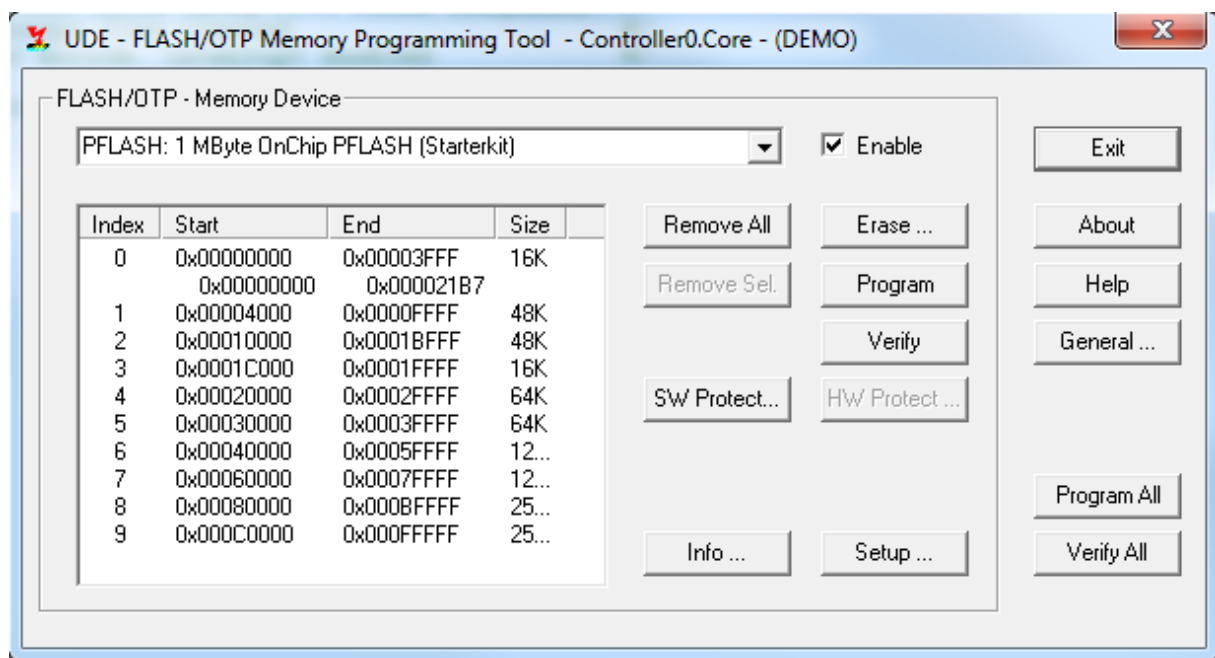 UDE - FLASH/OTP Memory Programming Tool - Controller0.Core - (DEMO)
FLASH/OTP - Memory Device
PFLASH: 1 MByte OnChip PFLASH (Starterkit)
Enable
Exit
Index Start End Size
0 0x00000000 0x00003FFF 16K
0x00000000 0x000021B7
1 0x00004000 0x0000FFFF 48K
2 0x00010000 0x0001BFFF 48K
3 0x0001C000 0x0001FFFF 16K
4 0x00020000 0x0002FFFF 64K
5 0x00030000 0x0003FFFF 64K
6 0x00040000 0x0005FFFF 12...
7 0x00060000 0x0007FFFF 12...
8 0x00080000 0x000BFFFF 25...
9 0x000C0000 0x000FFFFF 25...
Remove All Erase ... About
Remove Sel. Program Help
Verify General ...
SW Protect... HW Protect ...
Program All
Info ... Setup ... Verify All